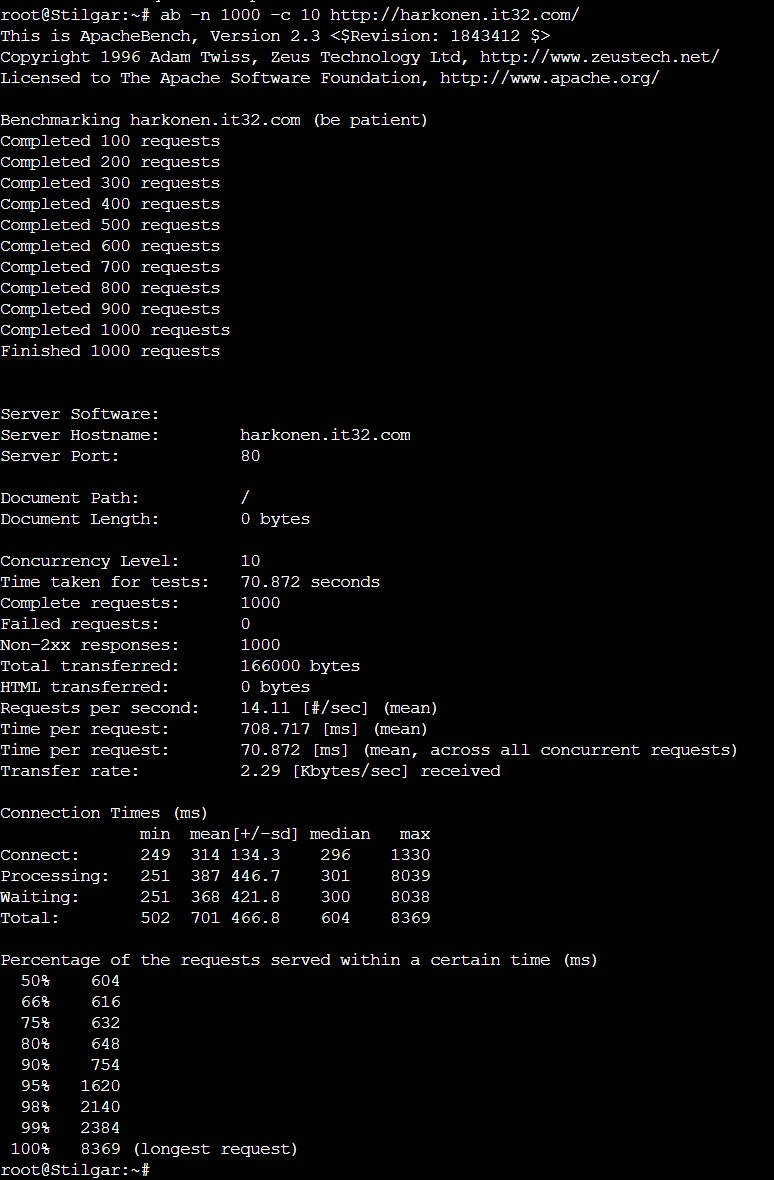 root@Stilgar:~# ab -n 1000 -c 10 http://harkonen.it32.com/
This is ApacheBench, Version 2.3 <$Revision: 1843412 $>
Copyright 1996 Adam Twiss, Zeus Technology Ltd, http://www.zeustech.net/
Licensed to The Apache Software Foundation, http://www.apache.org/

Benchmarking harkonen.it32.com (be patient)
Completed 100 requests
Completed 200 requests
Completed 300 requests
Completed 400 requests
Completed 500 requests
Completed 600 requests
Completed 700 requests
Completed 800 requests
Completed 900 requests
Completed 1000 requests
Finished 1000 requests


Server Software:
Server Hostname:        harkonen.it32.com
Server Port:            80

Document Path:          /
Document Length:        0 bytes

Concurrency Level:      10
Time taken for tests:   70.872 seconds
Complete requests:      1000
Failed requests:        0
Non-2xx responses:      1000
Total transferred:      166000 bytes
HTML transferred:       0 bytes
Requests per second:    14.11 [#/sec] (mean)
Time per request:       708.717 [ms] (mean)
Time per request:       70.872 [ms] (mean, across all concurrent requests)
Transfer rate:          2.29 [Kbytes/sec] received

Connection Times (ms)
              min  mean[+/-sd] median   max
Connect:      249  314 134.3    296    1330
Processing:   251  387 446.7    301    8039
Waiting:      251  368 421.8    300    8038
Total:        502  701 466.8    604    8369

Percentage of the requests served within a certain time (ms)
  50%    604
  66%    616
  75%    632
  80%    648
  90%    754
  95%   1620
  98%   2140
  99%   2384
 100%   8369 (longest request)
root@Stilgar:~#